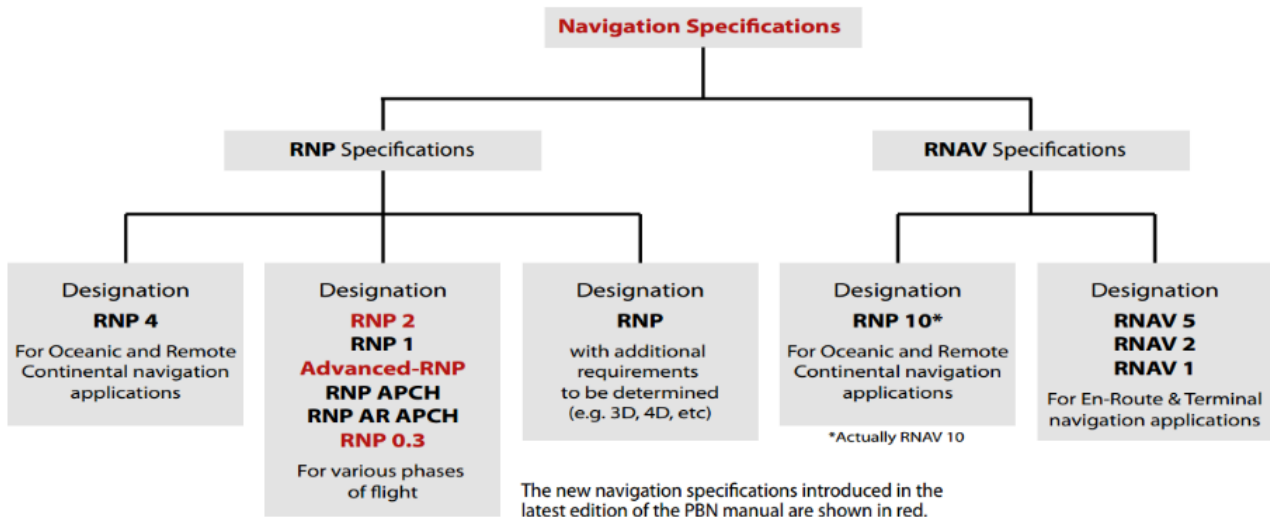 Navigation Specifications
RNP Specifications
RNAV Specifications
Designation
RNP 4
For Oceanic and Remote
Continental navigation
applications
Designation
RNP 2
RNP 1
Advanced-RNP
RNP APCH
RNP AR APCH
RNP 0.3
For various phases
of flight
Designation
RNP
with additional
requirements
to be determined
(e.g. 3D, 4D, etc)
Designation
RNP 10*
For Oceanic and Remote
Continental navigation
applications
*Actually RNAV 10
Designation
RNAV 5
RNAV 2
RNAV 1
For En-Route & Terminal
navigation applications
The new navigation specifications introduced in the
latest edition of the PBN manual are shown in red.